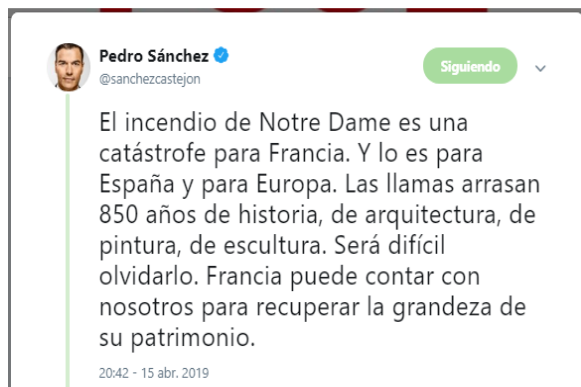 Pedro Sánchez
@sanchezcastejon
Siguiendo
El incendio de Notre Dame es una
catástrofe para Francia. Y lo es para
España y para Europa. Las llamas arrasan
850 años de historia, de arquitectura, de
pintura, de escultura. Será difícil
olvidarlo. Francia puede contar con
nosotros para recuperar la grandeza de
su patrimonio.
20:42 - 15 abr. 2019